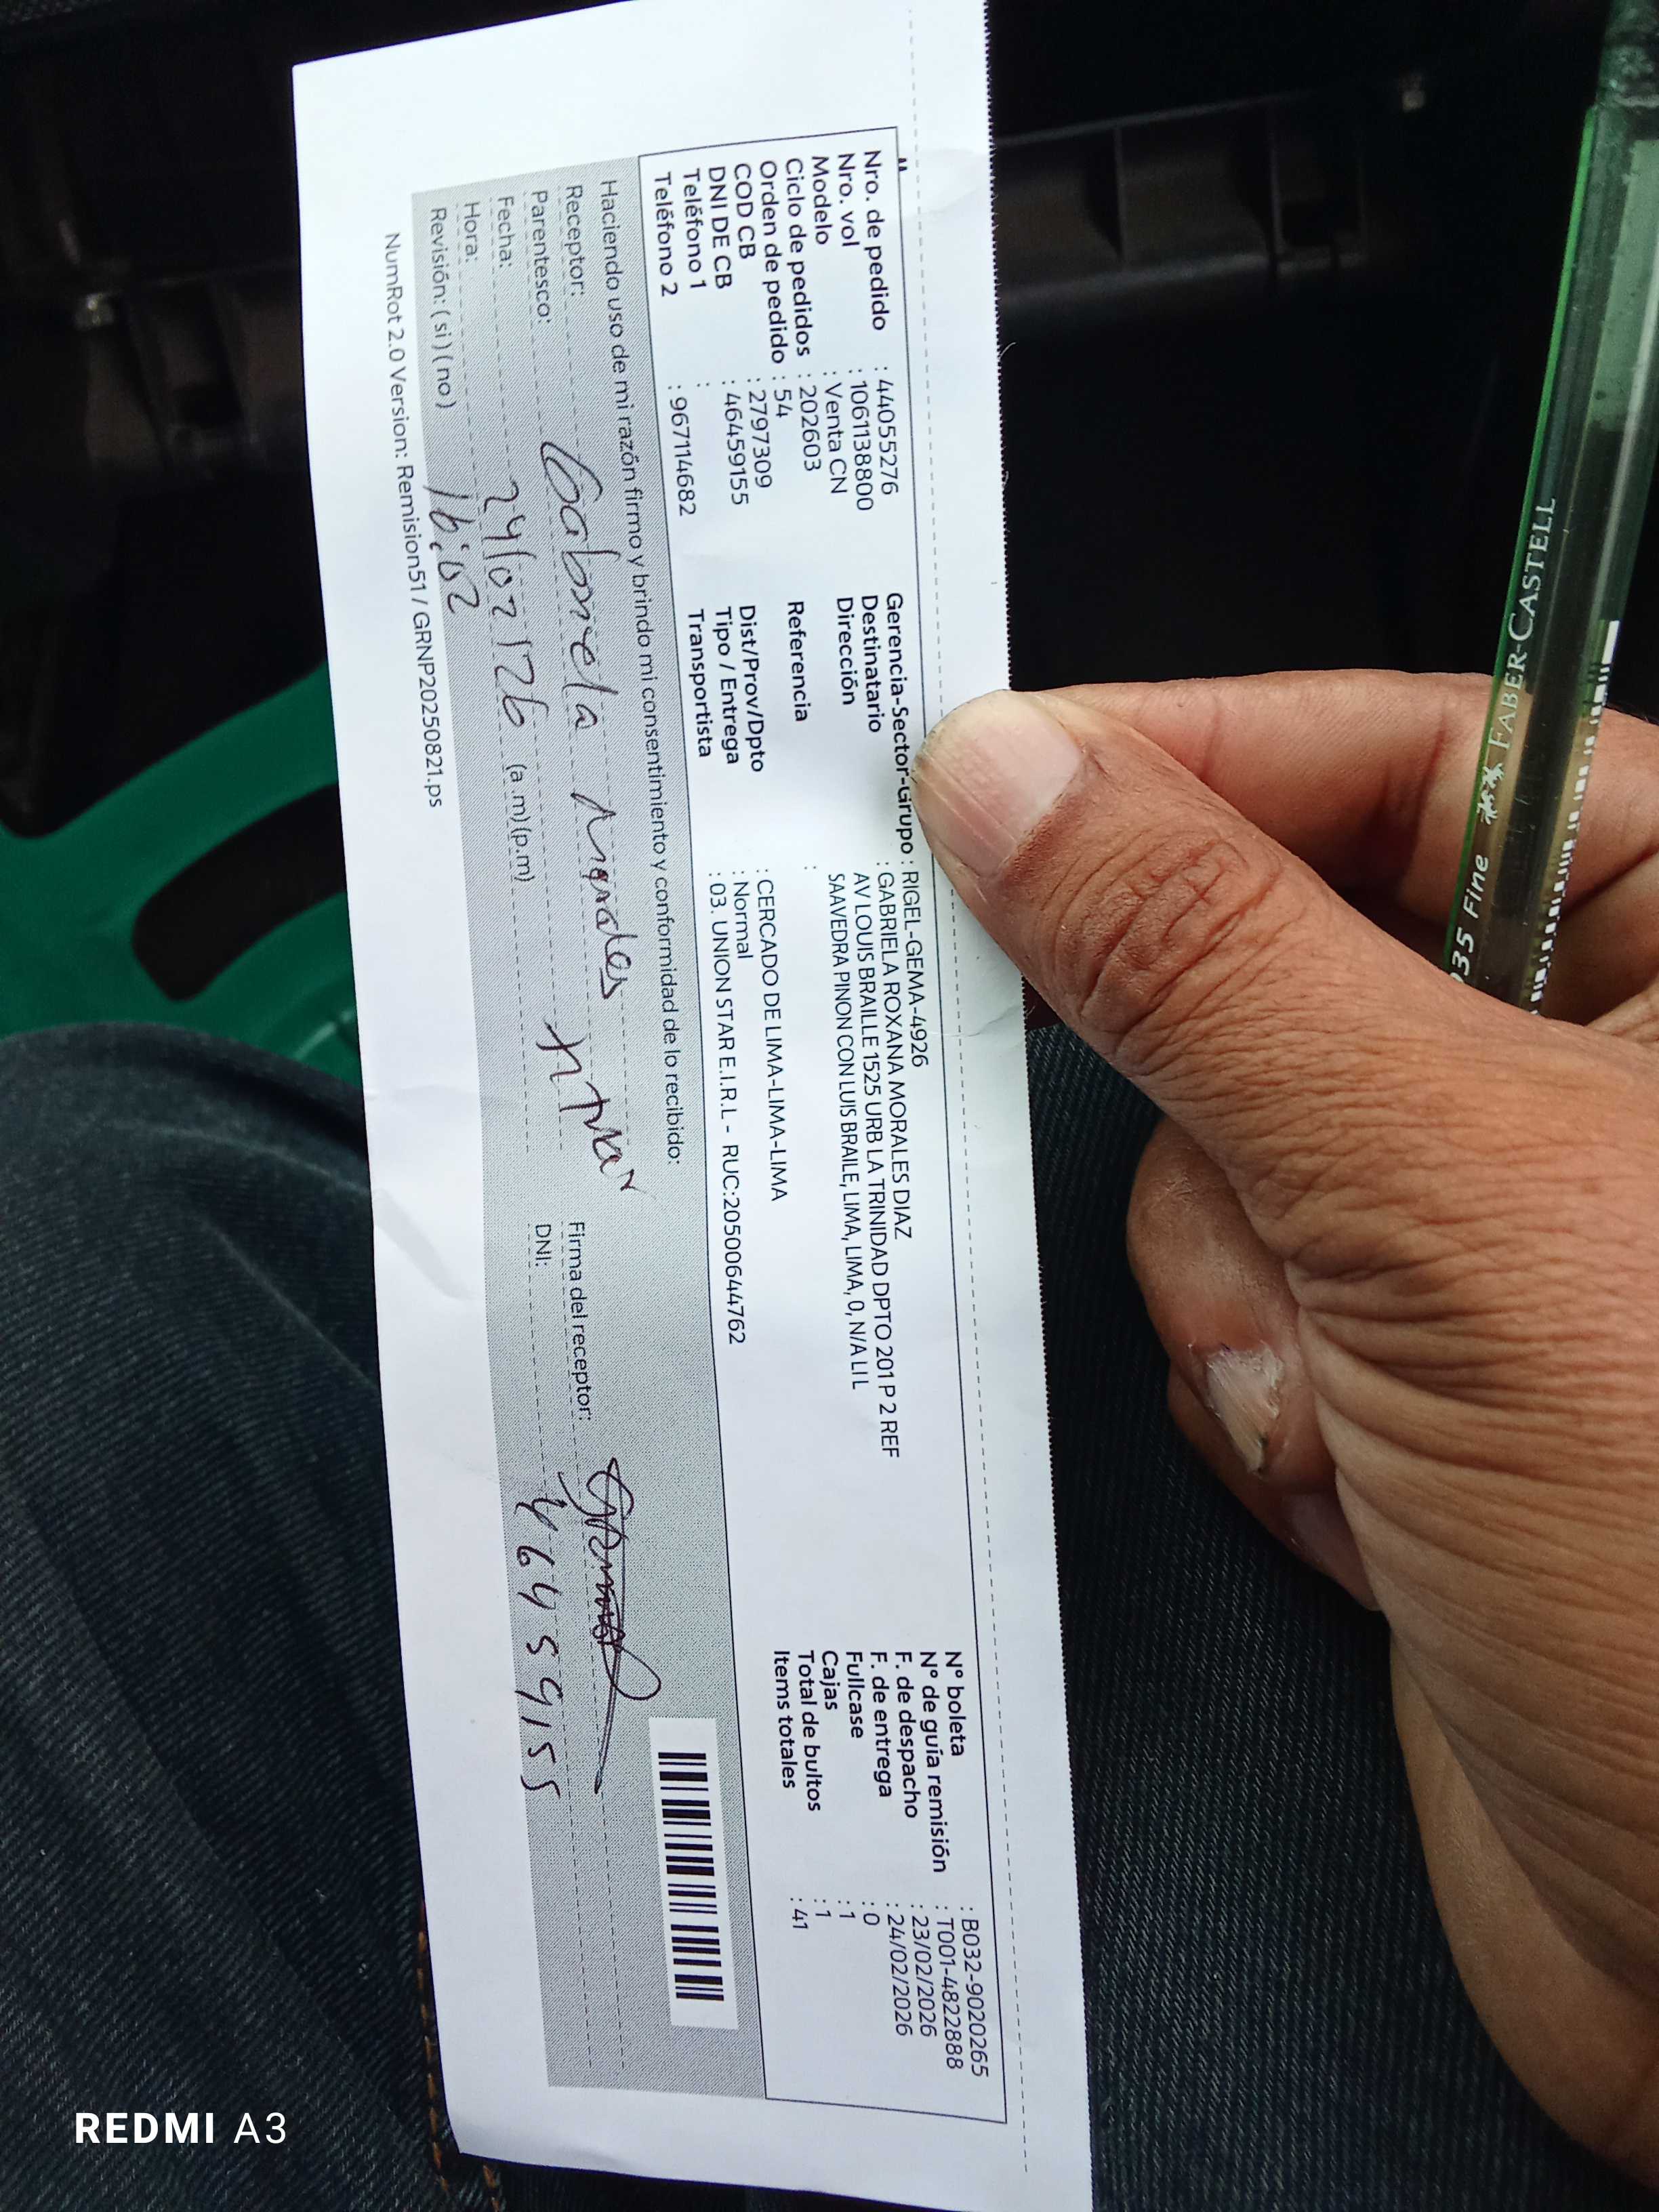 Nro. de pedido : 44055276
Nro. vol : 1061138800
Modelo : Venta CN
Ciclo de pedidos : 202603
Orden de pedido : 54
COD CB : 2797309
DNI DE CB : 46459155
Teléfono 1 :
Teléfono 2 : 967114682
Gerencia-Sector-Grupo : RIGEL-GEMA-4926
Destinatario : GABRIELA ROXANA MORALES DIAZ
Dirección AV LOUIS BRAILLE 1525 URB LA TRINIDAD DPTO 201 P 2 REF
SAAVEDRA PINON CON LUIS BRAILE, LIMA, LIMA, 0, N/A LI L
Referencia :
Dist/Prov/Dpto : CERCADO DE LIMA-LIMA-LIMA
Tipo / Entrega : Normal
Transportista : 03. UNION STAR E.I.R.L - RUC:20500644762
N° boleta : B032-9020265
N° de guía remisión : T001-4822888
F. de despacho : 23/02/2026
F. de entrega : 24/02/2026
Fullcase : 0
Cajas : 1
Total de bultos : 1
Items totales : 41
Haciendo uso de mi razón firmo y brindo mi consentimiento y conformidad de lo recibido:
Receptor: Gabriela Morales
Parentesco:
Fecha: 24/02/26
Hora: 16:02 (a.m) (p.m)
Revisión: ( si ) ( no )
Firma del receptor:
DNI: 46459155
NumRot 2.0 Version: Remision51 / GRNP20250821.ps
FABER-CASTELL
035 Fine
REDMI A3